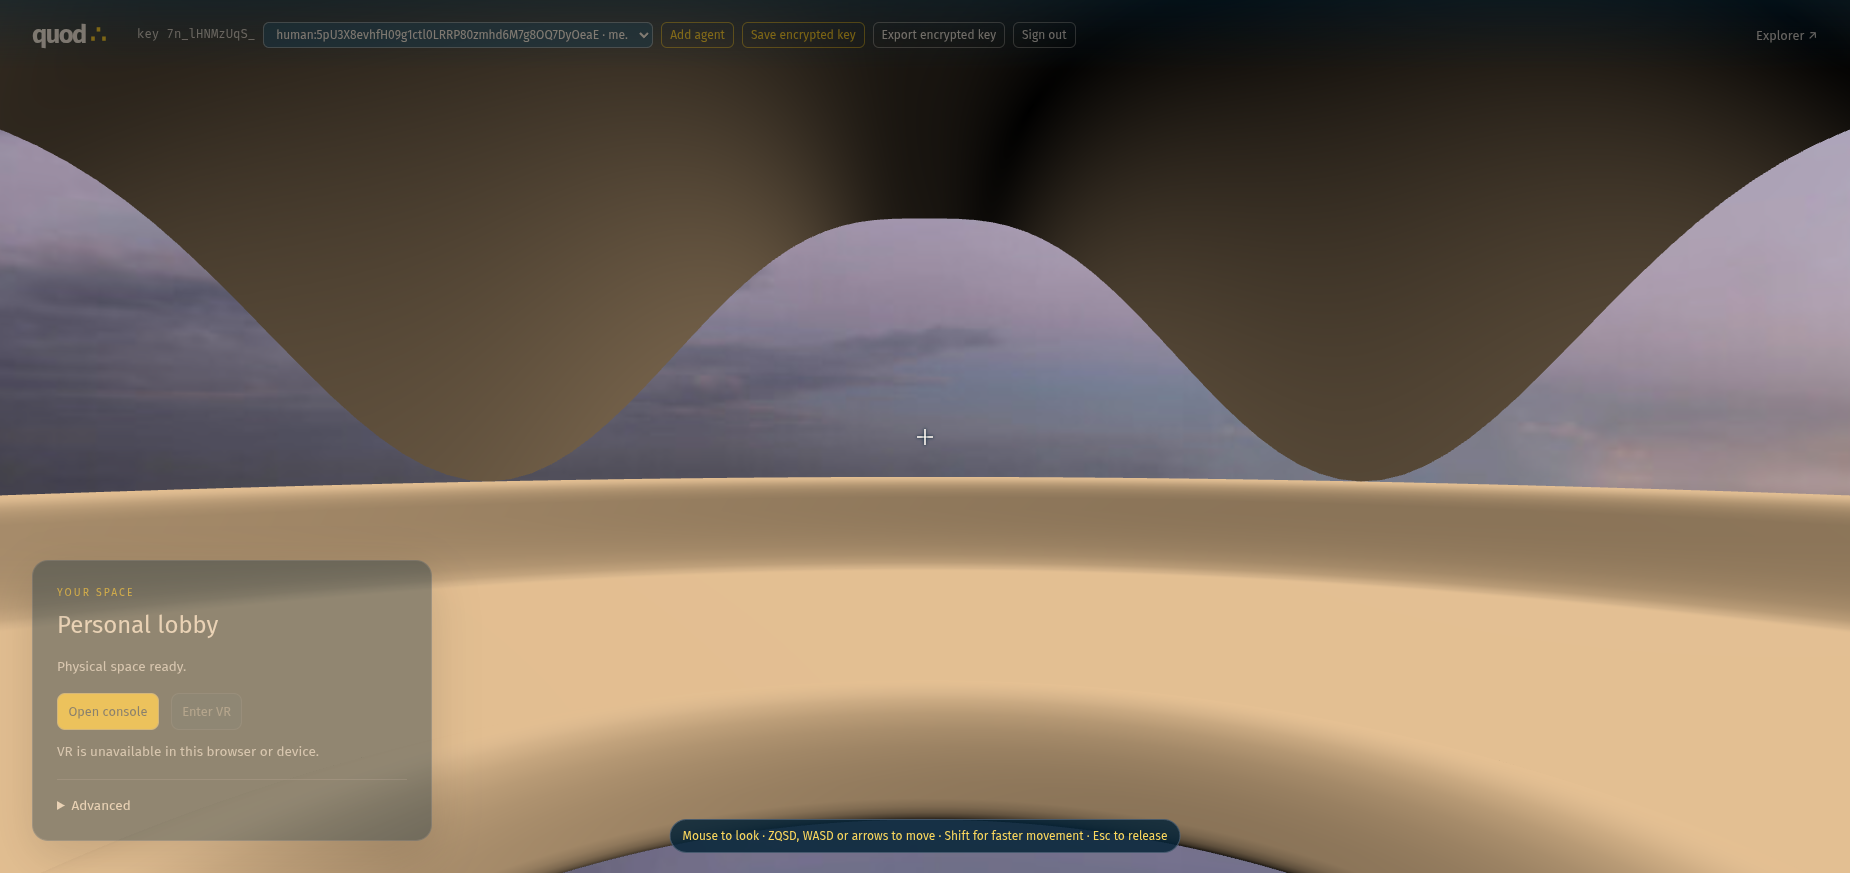 quod
key 7n_lHNMzUqS_ human:5pU3X8evhfH09g1ctl0LRRP80zmhd6M7g8OQ7DyOeaE · me. Add agent Save encrypted key Export encrypted key Sign out Explorer ↗
YOUR SPACE
Personal lobby
Physical space ready.
Open console Enter VR
VR is unavailable in this browser or device.
▶ Advanced
Mouse to look · ZQSD, WASD or arrows to move · Shift for faster movement · Esc to release